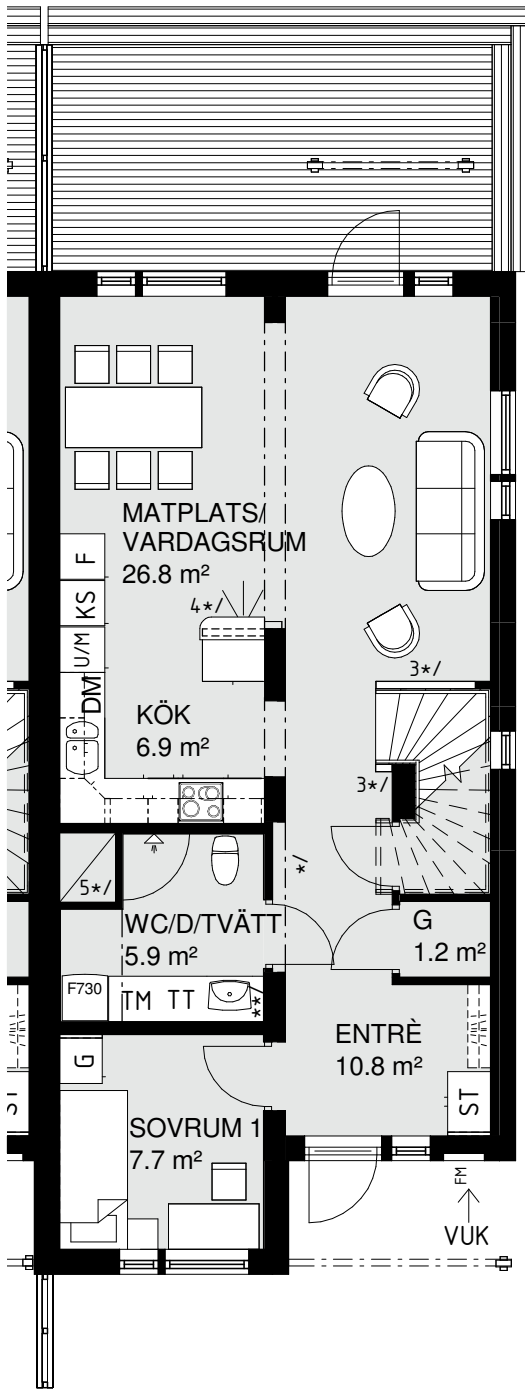 MATPLATS/
VARDAGSRUM
26.8 m²
F
KS
U/M
DM
4*/
3*/
KÖK
6.9 m²
3*/
*/
5*/
WC/D/TVÄTT
5.9 m²
G
1.2 m²
F730
TM TT
**/
ENTRÈ
10.8 m²
G
ST
ST
SOVRUM 1
7.7 m²
FM
VUK